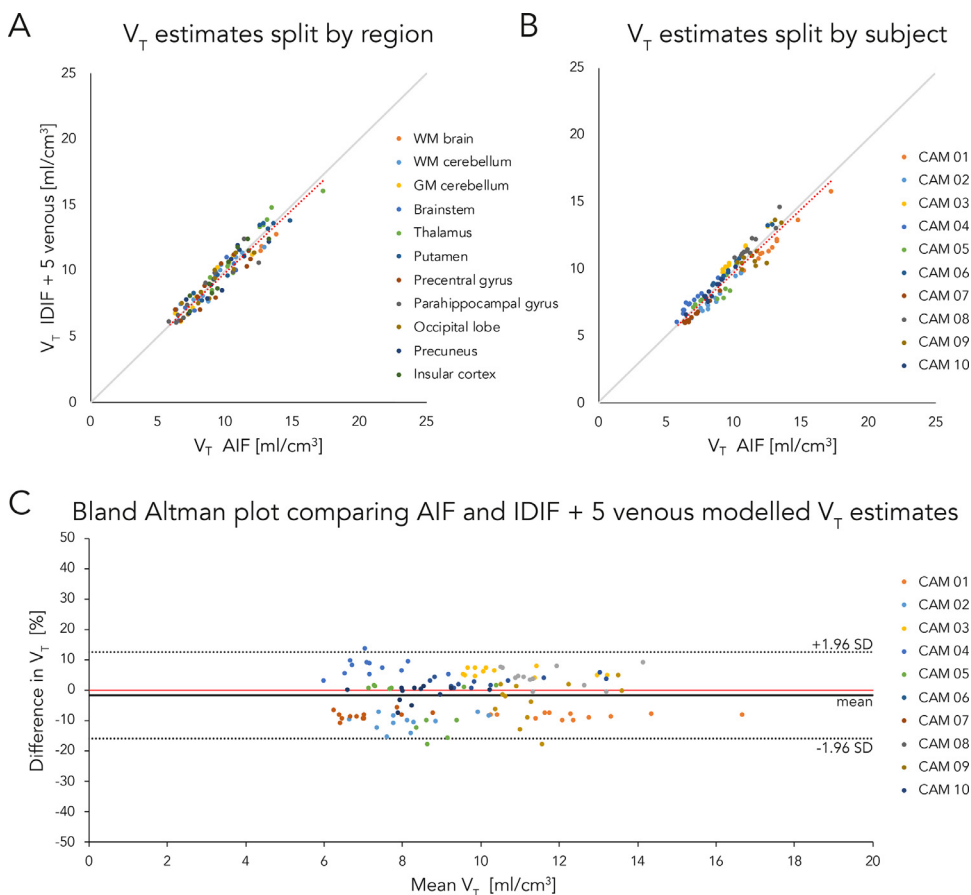 A
V_T estimates split by region
V_T IDIF + 5 venous [ml/cm³]
25
20
15
10
5
0
0 5 10 15 20 25
V_T AIF [ml/cm³]
WM brain
WM cerebellum
GM cerebellum
Brainstem
Thalamus
Putamen
Precentral gyrus
Parahippocampal gyrus
Occipital lobe
Precuneus
Insular cortex
B
V_T estimates split by subject
25
20
15
10
5
0
0 5 10 15 20 25
V_T AIF [ml/cm³]
CAM 01
CAM 02
CAM 03
CAM 04
CAM 05
CAM 06
CAM 07
CAM 08
CAM 09
CAM 10
C
Bland Altman plot comparing AIF and IDIF + 5 venous modelled V_T estimates
Difference in V_T [%]
50
40
30
20
10
0
-10
-20
-30
-40
-50
+1.96 SD
mean
-1.96 SD
0 2 4 6 8 10 12 14 16 18 20
Mean V_T [ml/cm³]
CAM 01
CAM 02
CAM 03
CAM 04
CAM 05
CAM 06
CAM 07
CAM 08
CAM 09
CAM 10